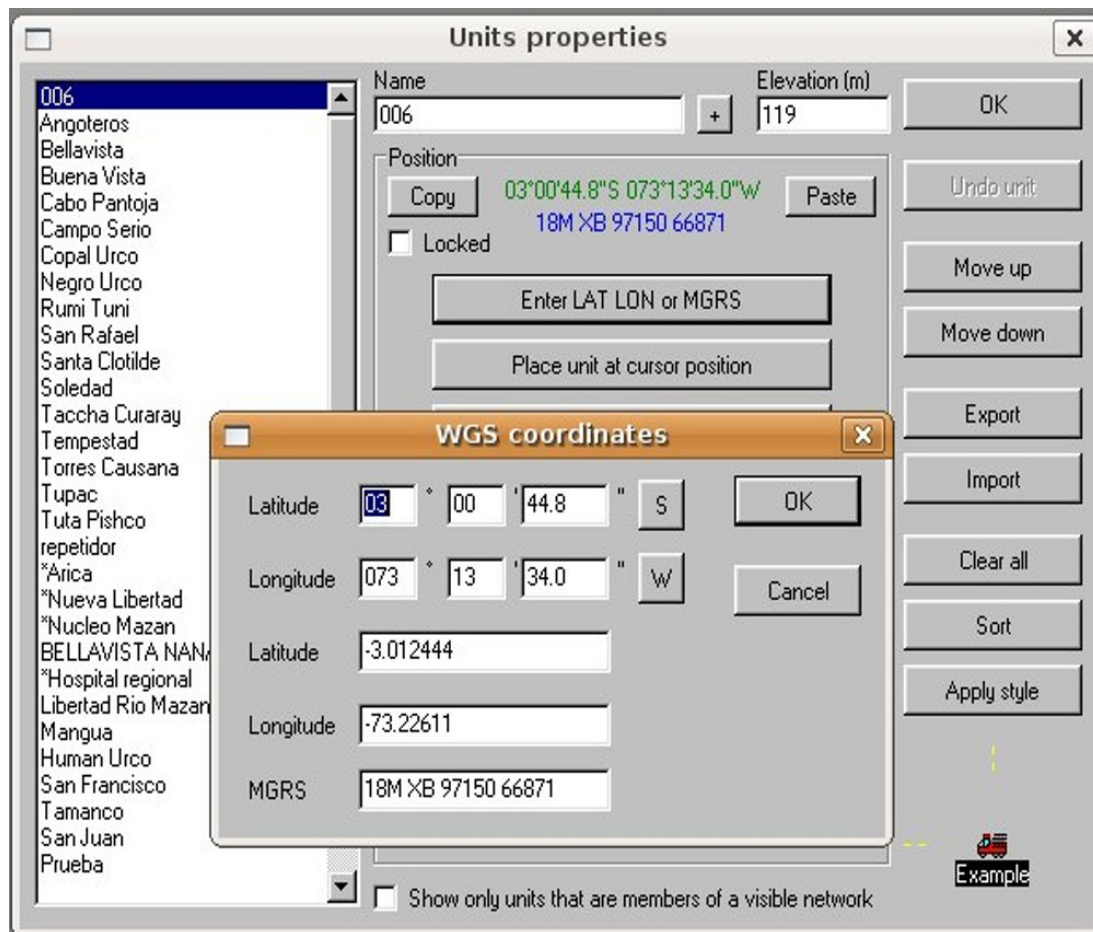 Units properties
006
Angoteros
Bellavista
Buena Vista
Cabo Pantoja
Campo Serio
Copal Urco
Negro Urco
Rumi Tuni
San Rafael
Santa Clotilde
Soledad
Taccha Curaray
Tempestad
Torres Causana
Tupac
Tuta Pishco
repetidor
*Arica
*Nueva Libertad
*Nucleo Mazan
BELLAVISTA NANA
*Hospital regional
Libertad Rio Mazan
Mangua
Human Urco
San Francisco
Tamanco
San Juan
Prueba
Name
Elevation (m)
006
+
119
Position
Copy
03°00'44.8"S 073°13'34.0"W
Paste
18M XB 97150 66871
Locked
Enter LAT LON or MGRS
Place unit at cursor position
OK
Undo unit
Move up
Move down
Export
Import
Clear all
Sort
Apply style
Example
WGS coordinates
Latitude 03 ° 00 ' 44.8 " S
Longitude 073 ° 13 ' 34.0 " W
Latitude -3.012444
Longitude -73.22611
MGRS 18M XB 97150 66871
OK
Cancel
Show only units that are members of a visible network